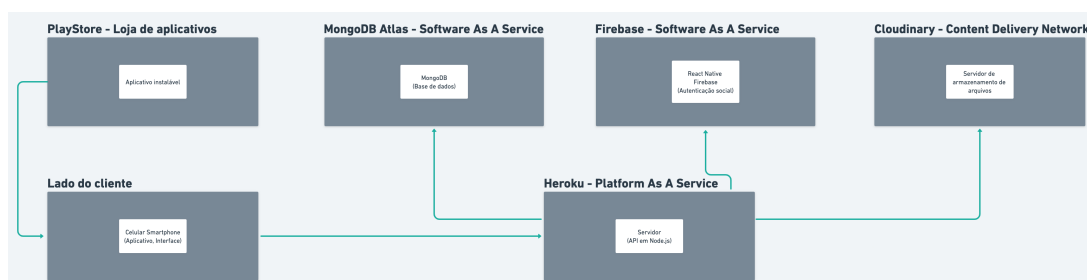 PlayStore - Loja de aplicativos
Aplicativo instalável
MongoDB Atlas - Software As A Service
MongoDB
(Base de dados)
Firebase - Software As A Service
React Native
Firebase
(Autenticação social)
Cloudinary - Content Delivery Network
Servidor de
armazenamento de
arquivos
Lado do cliente
Celular Smartphone
(Aplicativo, Interface)
Heroku - Platform As A Service
Servidor
(API em Node.js)